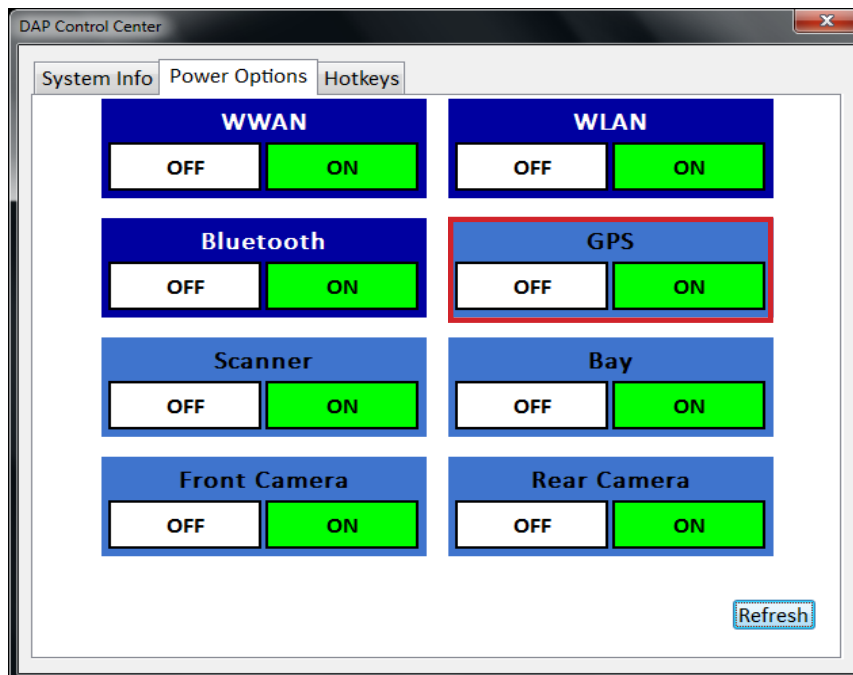 DAP Control Center
x
System Info Power Options Hotkeys
WWAN WLAN
OFF ON OFF ON
Bluetooth GPS
OFF ON OFF ON
Scanner Bay
OFF ON OFF ON
Front Camera Rear Camera
OFF ON OFF ON
Refresh